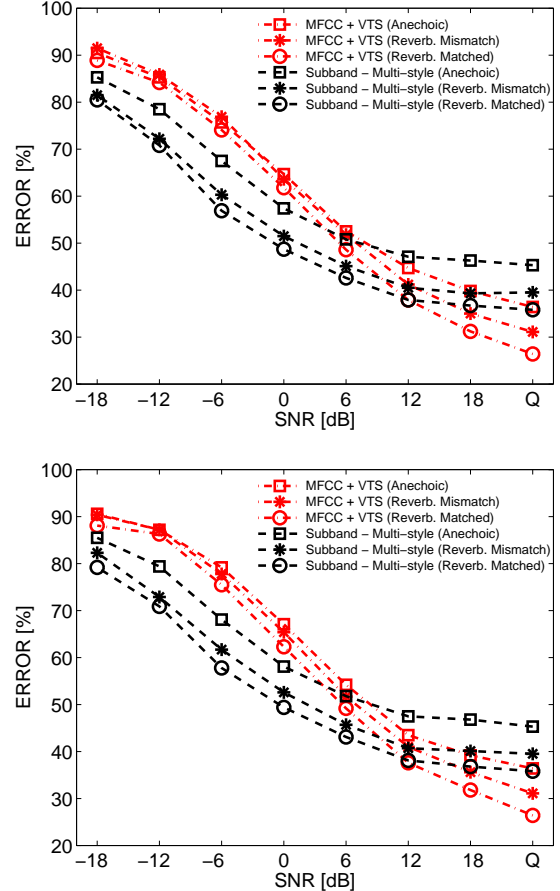 100
90
80
70
60
50
40
30
20
ERROR [%]
MFCC + VTS (Anechoic)
MFCC + VTS (Reverb. Mismatch)
MFCC + VTS (Reverb. Matched)
Subband − Multi−style (Anechoic)
Subband − Multi−style (Reverb. Mismatch)
Subband − Multi−style (Reverb. Matched)
−18 −12 −6 0 6 12 18 Q
SNR [dB]
100
90
80
70
60
50
40
30
20
ERROR [%]
MFCC + VTS (Anechoic)
MFCC + VTS (Reverb. Mismatch)
MFCC + VTS (Reverb. Matched)
Subband − Multi−style (Anechoic)
Subband − Multi−style (Reverb. Mismatch)
Subband − Multi−style (Reverb. Matched)
−18 −12 −6 0 6 12 18 Q
SNR [dB]